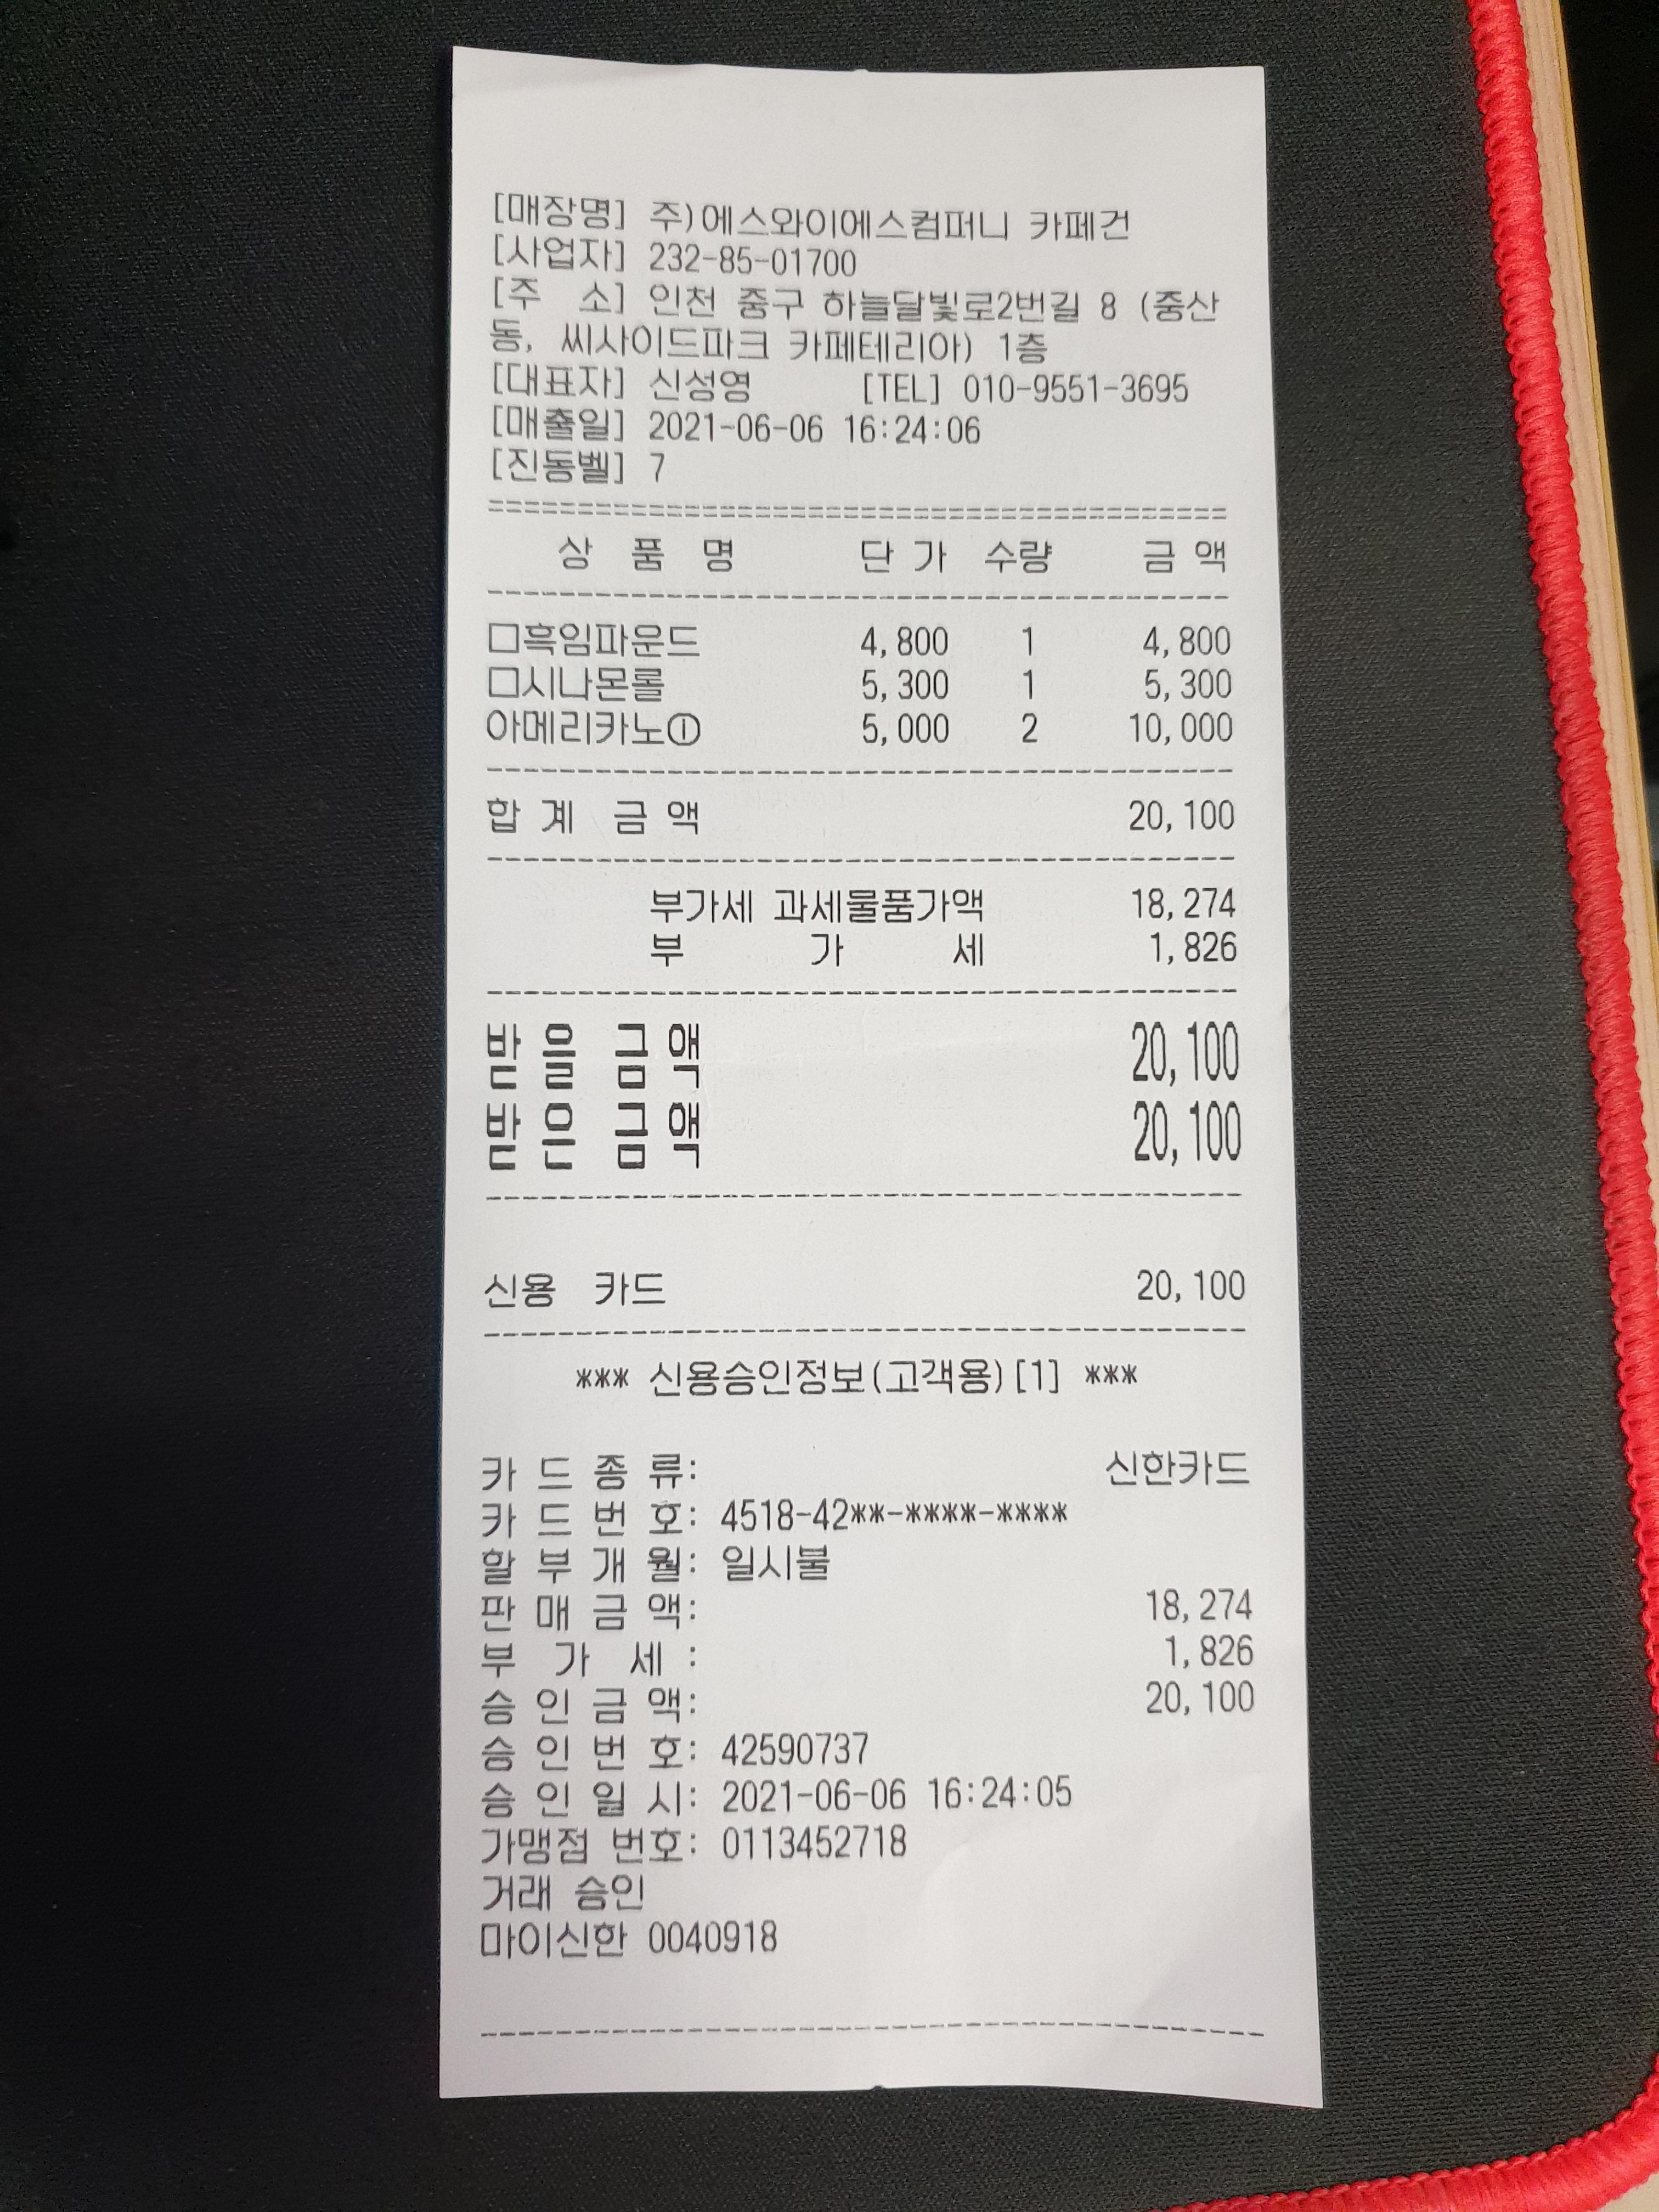 [매장명] 주)에스와이에스컴퍼니 카페건
[사업자] 232-85-01700
[주 소] 인천 중구 하늘달빛로2번길 8 (중산
동, 씨사이드파크 카페테리아) 1층
[대표자] 신성영 [TEL] 010-9551-3695
[매출일] 2021-06-06 16:24:06
[진동벨] 7
상 품 명 단 가 수량 금 액
□흑임파운드 4,800 1 4,800
□시나몬롤 5,300 1 5,300
아메리카노Ⓘ 5,000 2 10,000
합 계 금 액 20,100
부가세 과세물품가액 18,274
부 가 세 1,826
받 을 금 액 20,100
받 은 금 액 20,100
신용 카드 20,100
*** 신용승인정보(고객용)[1] ***
카 드 종 류: 신한카드
카 드 번 호: 4518-42**-****-****
할 부 개 월: 일시불
판 매 금 액: 18,274
부 가 세 : 1,826
승 인 금 액: 20,100
승 인 번 호: 42590737
승 인 일 시: 2021-06-06 16:24:05
가맹점 번호: 0113452718
거래 승인
마이신한 0040918